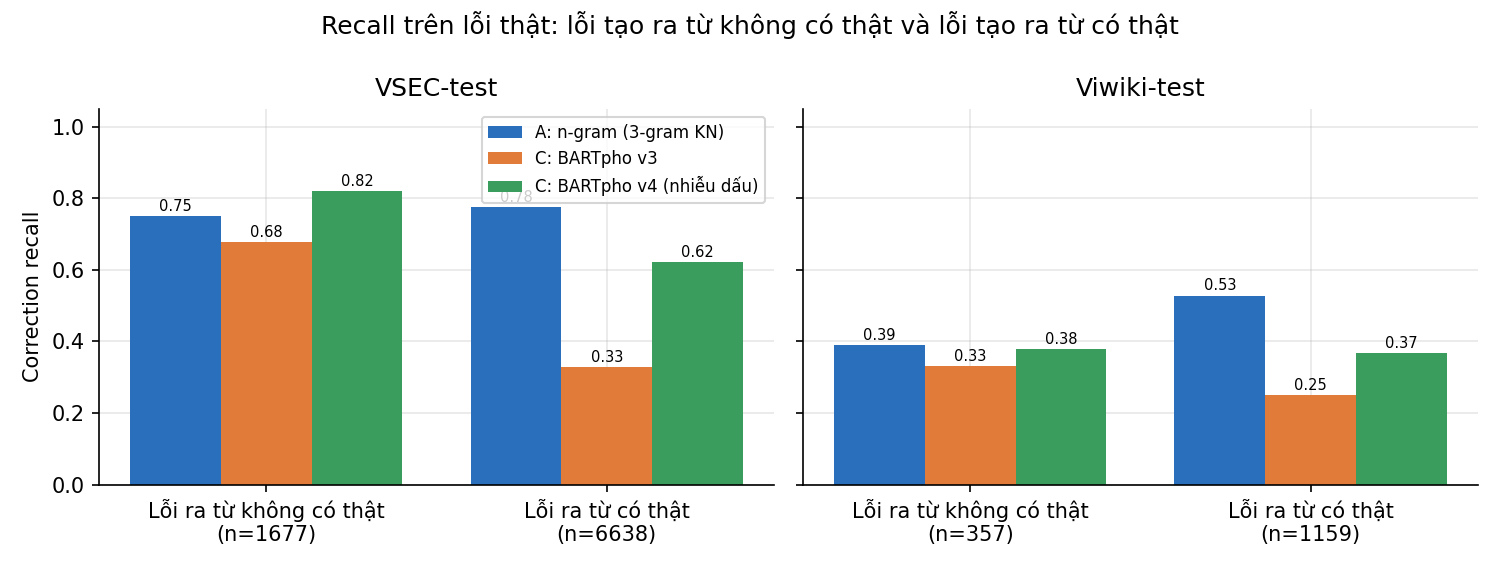 Recall trên lỗi thật: lỗi tạo ra từ không có thật và lỗi tạo ra từ có thật
VSEC-test
Correction recall
1.0
0.8
0.6
0.4
0.2
0.0
A: n-gram (3-gram KN)
C: BARTpho v3
C: BARTpho v4 (nhiễu dấu)
0.75
0.68
0.82
0.78
0.33
0.62
Lỗi ra từ không có thật
(n=1677)
Lỗi ra từ có thật
(n=6638)
Viwiki-test
0.39
0.33
0.38
0.53
0.25
0.37
Lỗi ra từ không có thật
(n=357)
Lỗi ra từ có thật
(n=1159)